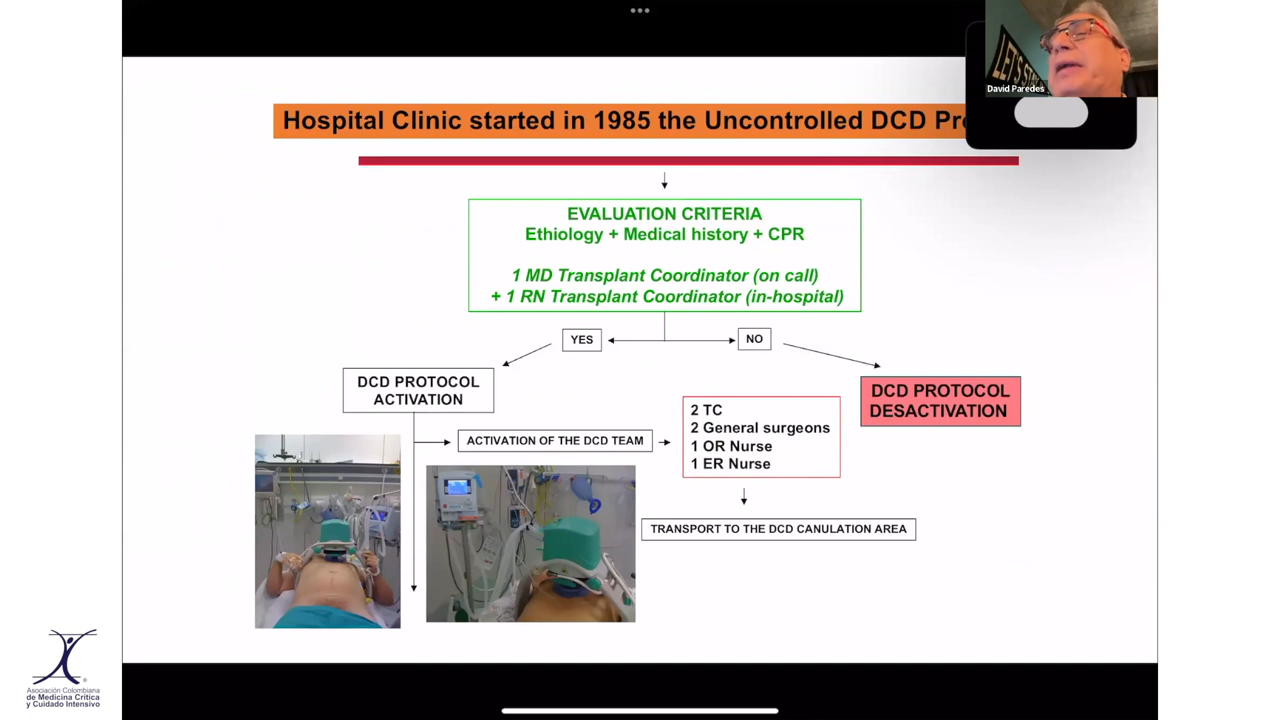 Hospital Clinic started in 1985 the Uncontrolled DCD
LET'S
David Paredes
EVALUATION CRITERIA
Ethiology + Medical history + CPR
1 MD Transplant Coordinator (on call)
+ 1 RN Transplant Coordinator (in-hospital)
YES
NO
DCD PROTOCOL
ACTIVATION
DCD PROTOCOL
DESACTIVATION
ACTIVATION OF THE DCD TEAM
2 TC
2 General surgeons
1 OR Nurse
1 ER Nurse
TRANSPORT TO THE DCD CANULATION AREA
Asociación Colombiana
de Medicina Crítica
y Cuidado Intensivo